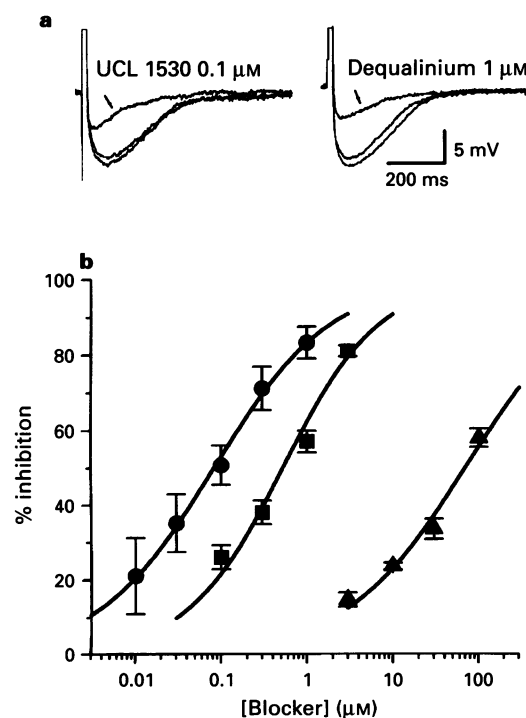 a
UCL 1530 0.1 μM
Dequalinium 1 μM
5 mV
200 ms
b
100
80
60
40
20
0
% inhibition
0.01
0.1
1
10
100
[Blocker] (μM)